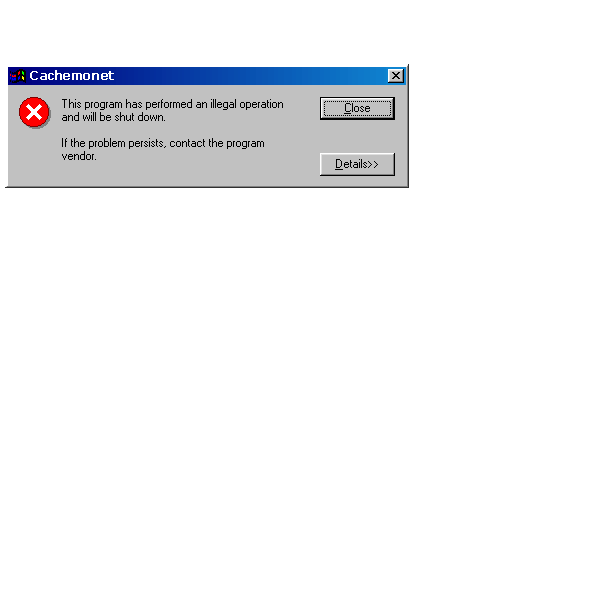 Cachemonet
This program has performed an illegal operation
and will be shut down.
If the problem persists, contact the program
vendor.
Close
Details>>